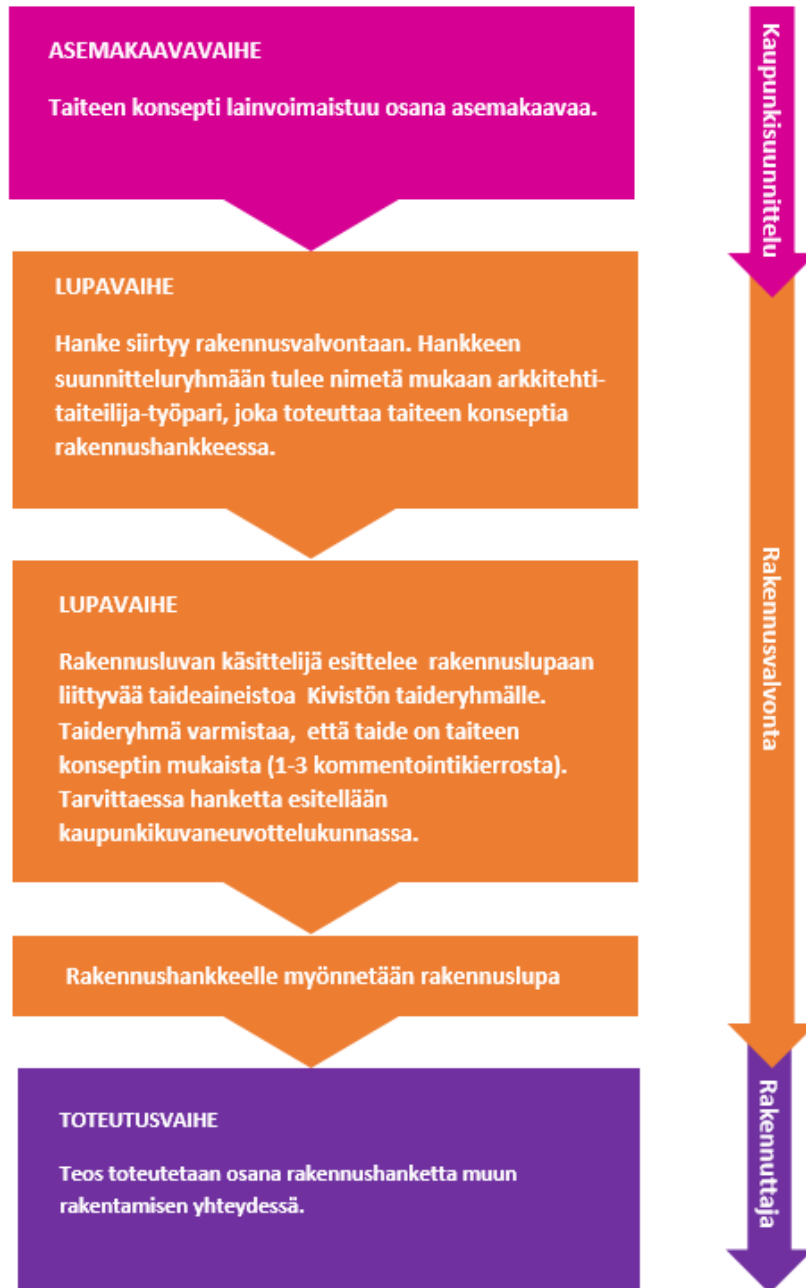 ASEMAKAAVAVAIHE
Taiteen konsepti lainvoimaistuu osana asemakaavaa.
LUPAVAIHE
Hanke siirtyy rakennusvalvontaan. Hankkeen
suunnitteluryhmään tulee nimetä mukaan arkkitehti-
taiteilija-työpari, joka toteuttaa taiteen konseptia
rakennushankkeessa.
LUPAVAIHE
Rakennusluvan käsittelijä esittelee rakennuslupaan
liittyvää taideaineistoa Kivistön taideryhmälle.
Taideryhmä varmistaa, että taide on taiteen
konseptin mukaista (1-3 kommentointikierrosta).
Tarvittaessa hanketta esitellään
kaupunkikuvaneuvottelukunnassa.
Rakennushankkeelle myönnetään rakennuslupa
TOTEUTUSVAIHE
Teos toteutetaan osana rakennushanketta muun
rakentamisen yhteydessä.
Kaupunkisuunnittelu
Rakennusvalvonta
Rakennuttaja